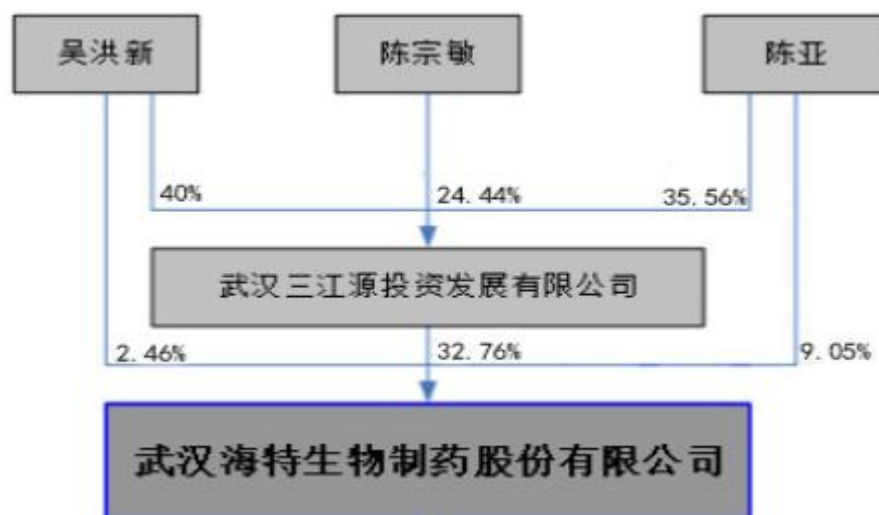 吴洪新
陈宗敏
陈亚
40%
24.44%
35.56%
武汉三江源投资发展有限公司
2.46%
32.76%
9.05%
武汉海特生物制药股份有限公司